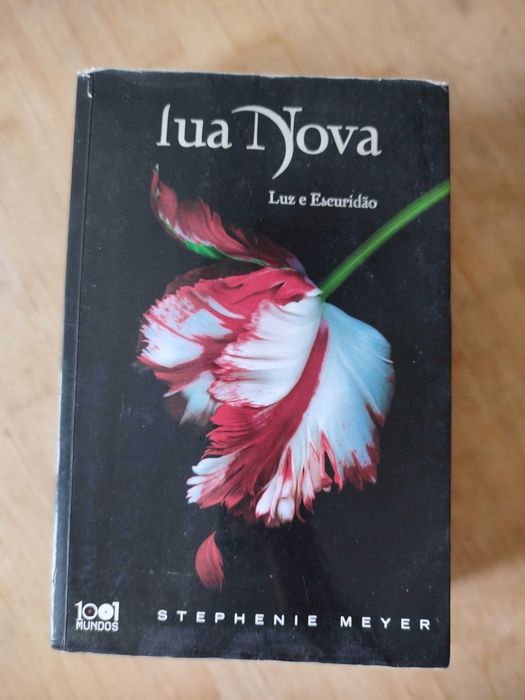 lua Nova
Luz e Escuridão
1001
MUNDOS
STEPHENIE MEYER